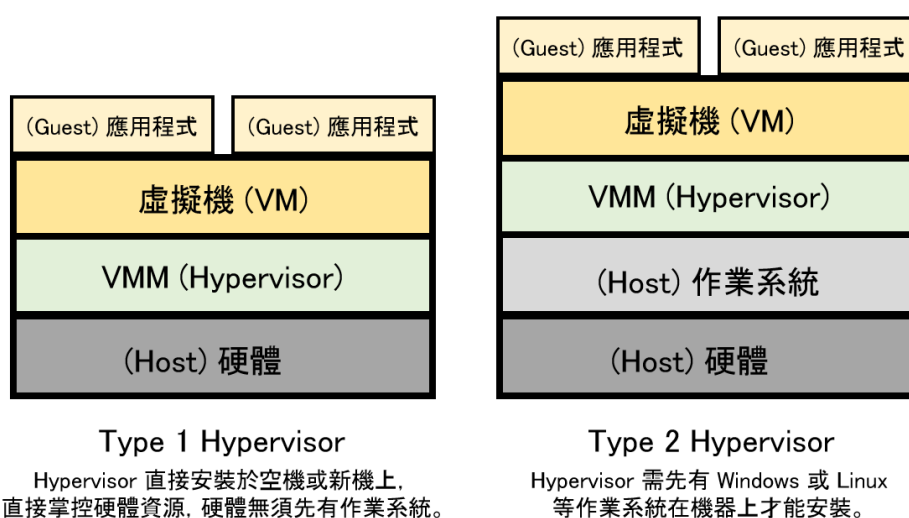 (Guest) 應用程式
(Guest) 應用程式
虛擬機 (VM)
VMM (Hypervisor)
(Host) 硬體
Type 1 Hypervisor
Hypervisor 直接安裝於空機或新機上,
直接掌控硬體資源, 硬體無須先有作業系統。
(Guest) 應用程式
(Guest) 應用程式
虛擬機 (VM)
VMM (Hypervisor)
(Host) 作業系統
(Host) 硬體
Type 2 Hypervisor
Hypervisor 需先有 Windows 或 Linux
等作業系統在機器上才能安裝。